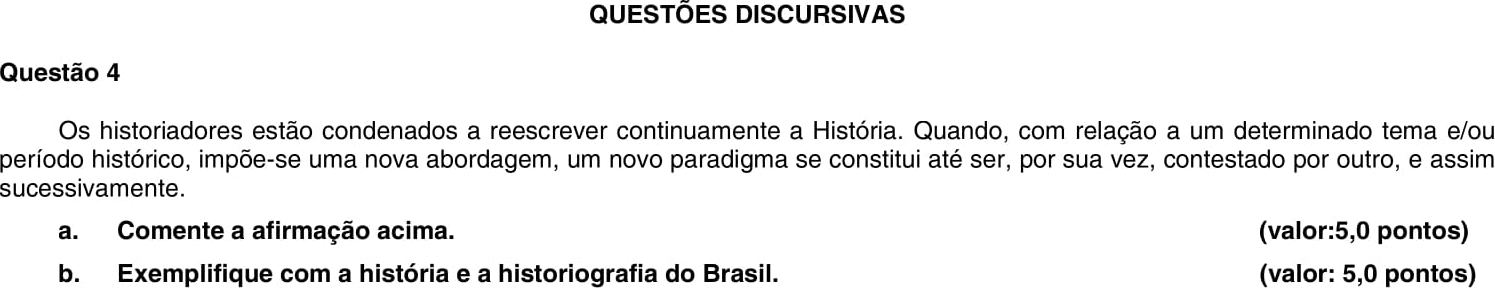 QUESTÕES DISCURSIVAS
Questão 4
Os historiadores estão condenados a reescrever continuamente a História. Quando, com relação a um determinado tema e/ou
período histórico, impõe-se uma nova abordagem, um novo paradigma se constitui até ser, por sua vez, contestado por outro, e assim
sucessivamente.
a. Comente a afirmação acima. (valor:5,0 pontos)
b. Exemplifique com a história e a historiografia do Brasil. (valor: 5,0 pontos)